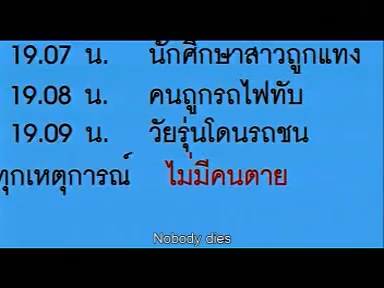 19.07 น. นักศึกษาสาวถูกแทง
19.08 น. คนถูกรถไฟทับ
19.09 น. วัยรุ่นโดนรถชน
ทุกเหตุการณ์ ไม่มีคนตาย
Nobody dies